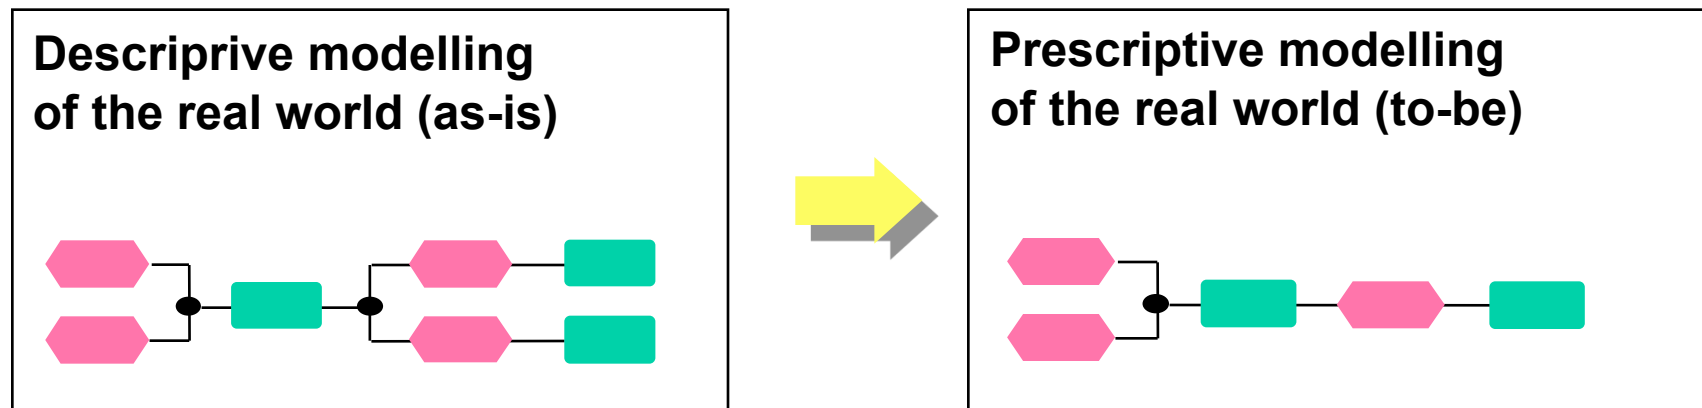 Descriprive modelling
of the real world (as-is)
Prescriptive modelling
of the real world (to-be)